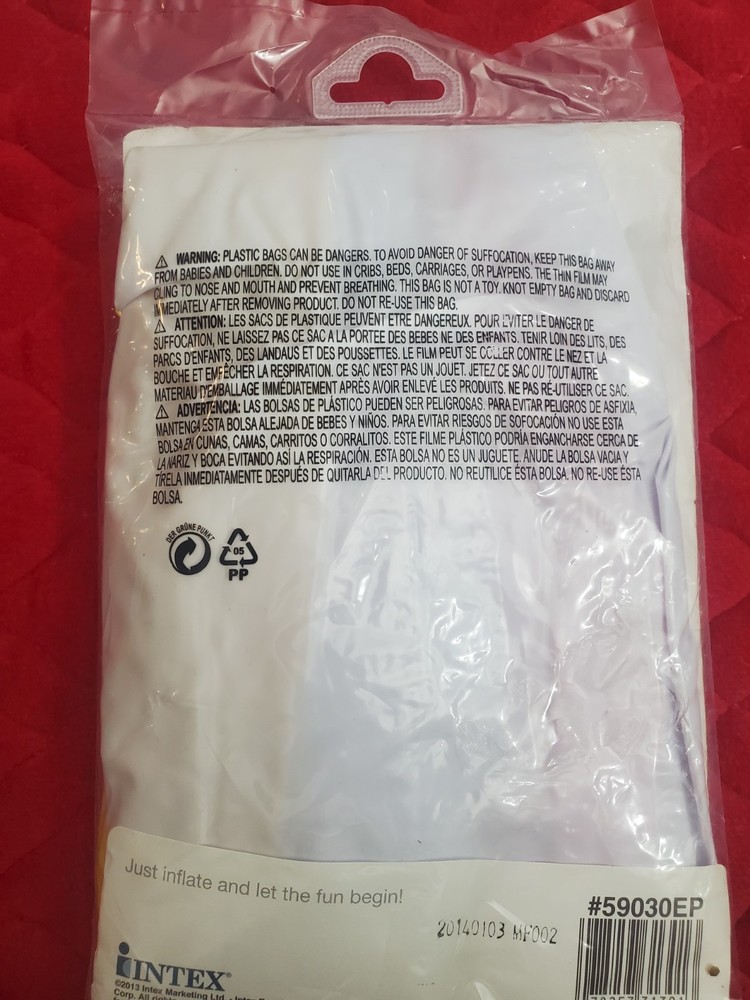 WARNING: PLASTIC BAGS CAN BE DANGERS. TO AVOID DANGER OF SUFFOCATION, KEEP THIS BAG AWAY
FROM BABIES AND CHILDREN. DO NOT USE IN CRIBS, BEDS, CARRIAGES, OR PLAYPENS. THE THIN FILM MAY
CLING TO NOSE AND MOUTH AND PREVENT BREATHING. THIS BAG IS NOT A TOY. KNOT EMPTY BAG AND DISCARD
IMMEDIATELY AFTER REMOVING PRODUCT. DO NOT RE-USE THIS BAG.
ATTENTION: LES SACS DE PLASTIQUE PEUVENT ETRE DANGEREUX. POUR EVITER LE DANGER DE
SUFFOCATION, NE LAISSEZ PAS CE SAC A LA PORTEE DES BEBES NE DES ENFANTS. TENIR LOIN DES LITS, DES
PARCS D'ENFANTS, DES LANDAUS ET DES POUSSETTES. LE FILM PEUT SE COLLER CONTRE LE NEZ ET LA
BOUCHE ET EMPÊCHER LA RESPIRATION. CE SAC N'EST PAS UN JOUET. JETEZ CE SAC OU TOUT AUTRE
MATERIAU D'EMBALLAGE IMMÉDIATEMENT APRÈS AVOIR ENLEVÉ LES PRODUITS. NE PAS RÉ-UTILISER CE SAC.
ADVERTENCIA: LAS BOLSAS DE PLÁSTICO PUEDEN SER PELIGROSAS. PARA EVITAR PELIGROS DE ASFIXIA,
MANTENGA ESTA BOLSA ALEJADA DE BEBES Y NIÑOS. PARA EVITAR RIESGOS DE SOFOCACIÓN NO USE ESTA
BOLSA EN CUNAS, CAMAS, CARRITOS O CORRALITOS. ESTE FILME PLÁSTICO PODRÍA ENGANCHARSE CERCA DE
LA NARIZ Y BOCA EVITANDO ASÍ LA RESPIRACIÓN. ESTA BOLSA NO ES UN JUGUETE. ANUDE LA BOLSA VACIA Y
TÍRELA INMEDIATAMENTE DESPUÉS DE QUITARLA DEL PRODUCTO. NO REUTILICE ÉSTA BOLSA. NO RE-USE ÉSTA
BOLSA.
DER GRÜNE PUNKT
05
PP
Just inflate and let the fun begin!
#59030EP
20140103 MF002
INTEX®
©2013 Intex Marketing Ltd. - Intex
Corp. All